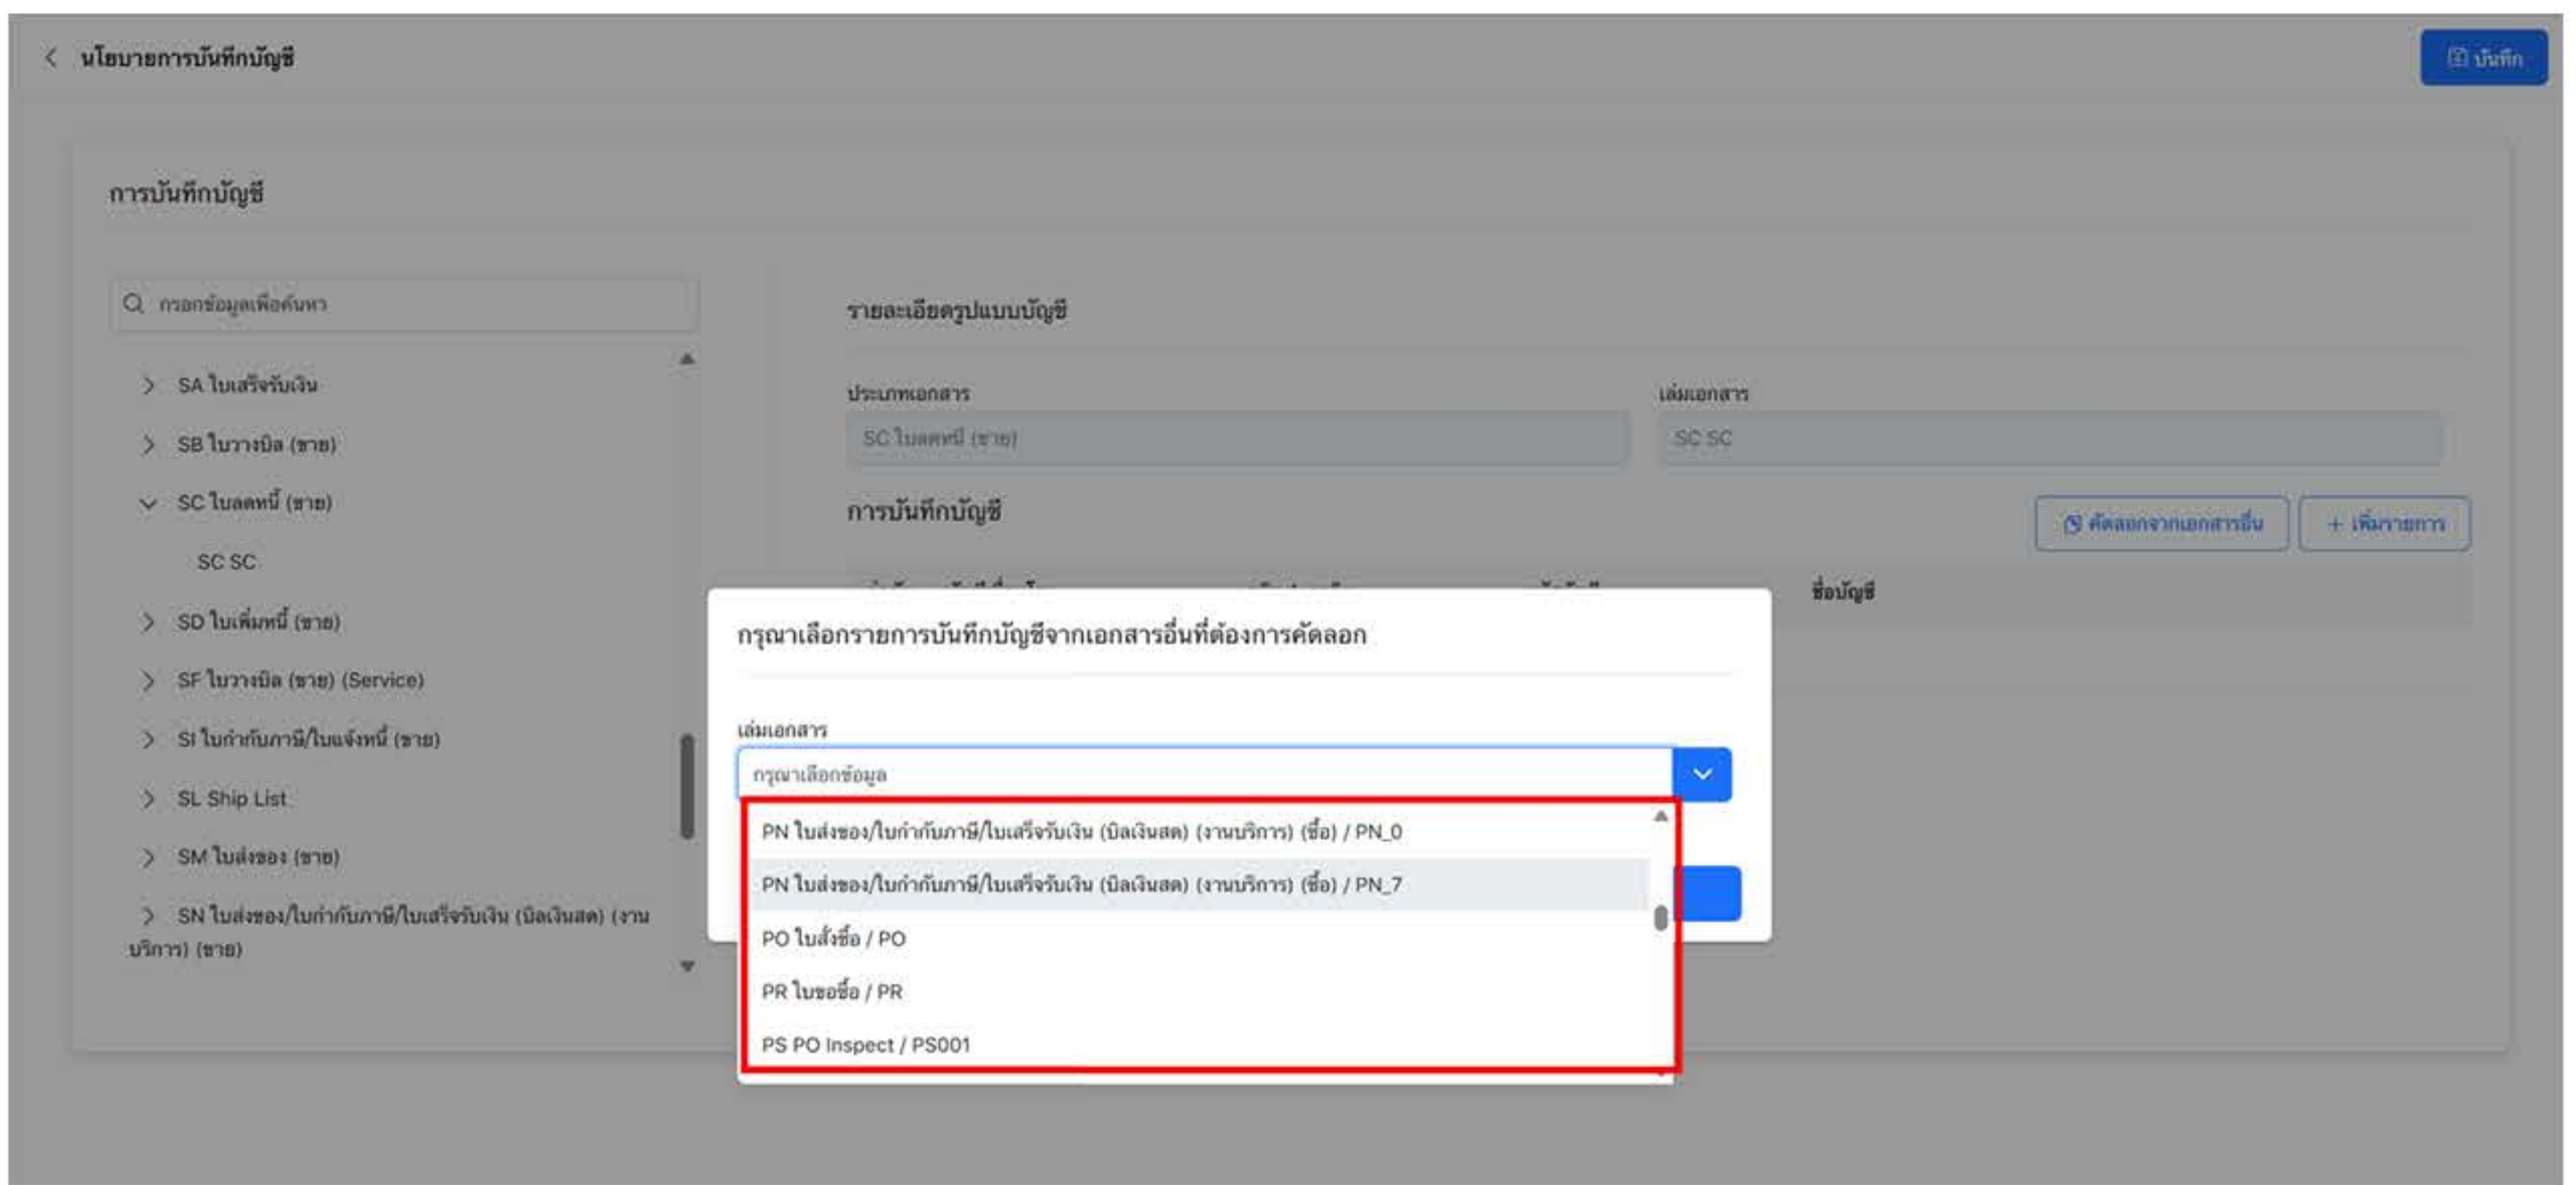 นโยบายการบันทึกบัญชี
บันทึก
การบันทึกบัญชี
กรอกข้อมูลเพื่อค้นหา
SA ใบเสร็จรับเงิน
SB ใบวางบิล (ขาย)
SC ใบลดหนี้ (ขาย)
SC SC
SD ใบเพิ่มหนี้ (ขาย)
SF ใบวางบิล (ขาย) (Service)
SI ใบกำกับภาษี/ใบแจ้งหนี้ (ขาย)
SL Ship List
SM ใบส่งของ (ขาย)
SN ใบส่งของ/ใบกำกับภาษี/ใบเสร็จรับเงิน (บิลเงินสด) (งาน
บริการ) (ขาย)
รายละเอียดรูปแบบบัญชี
ประเภทเอกสาร
เล่มเอกสาร
SC ใบลดหนี้ (ขาย)
SC SC
การบันทึกบัญชี
คัดลอกจากเอกสารอื่น
+ เพิ่มรายการ
ชื่อบัญชี
กรุณาเลือกรายการบันทึกบัญชีจากเอกสารอื่นที่ต้องการคัดลอก
เล่มเอกสาร
กรุณาเลือกข้อมูล
PN ใบส่งของ/ใบกำกับภาษี/ใบเสร็จรับเงิน (บิลเงินสด) (งานบริการ) (ซื้อ) / PN_0
PN ใบส่งของ/ใบกำกับภาษี/ใบเสร็จรับเงิน (บิลเงินสด) (งานบริการ) (ซื้อ) / PN_7
PO ใบสั่งซื้อ / PO
PR ใบขอซื้อ / PR
PS PO Inspect / PS001